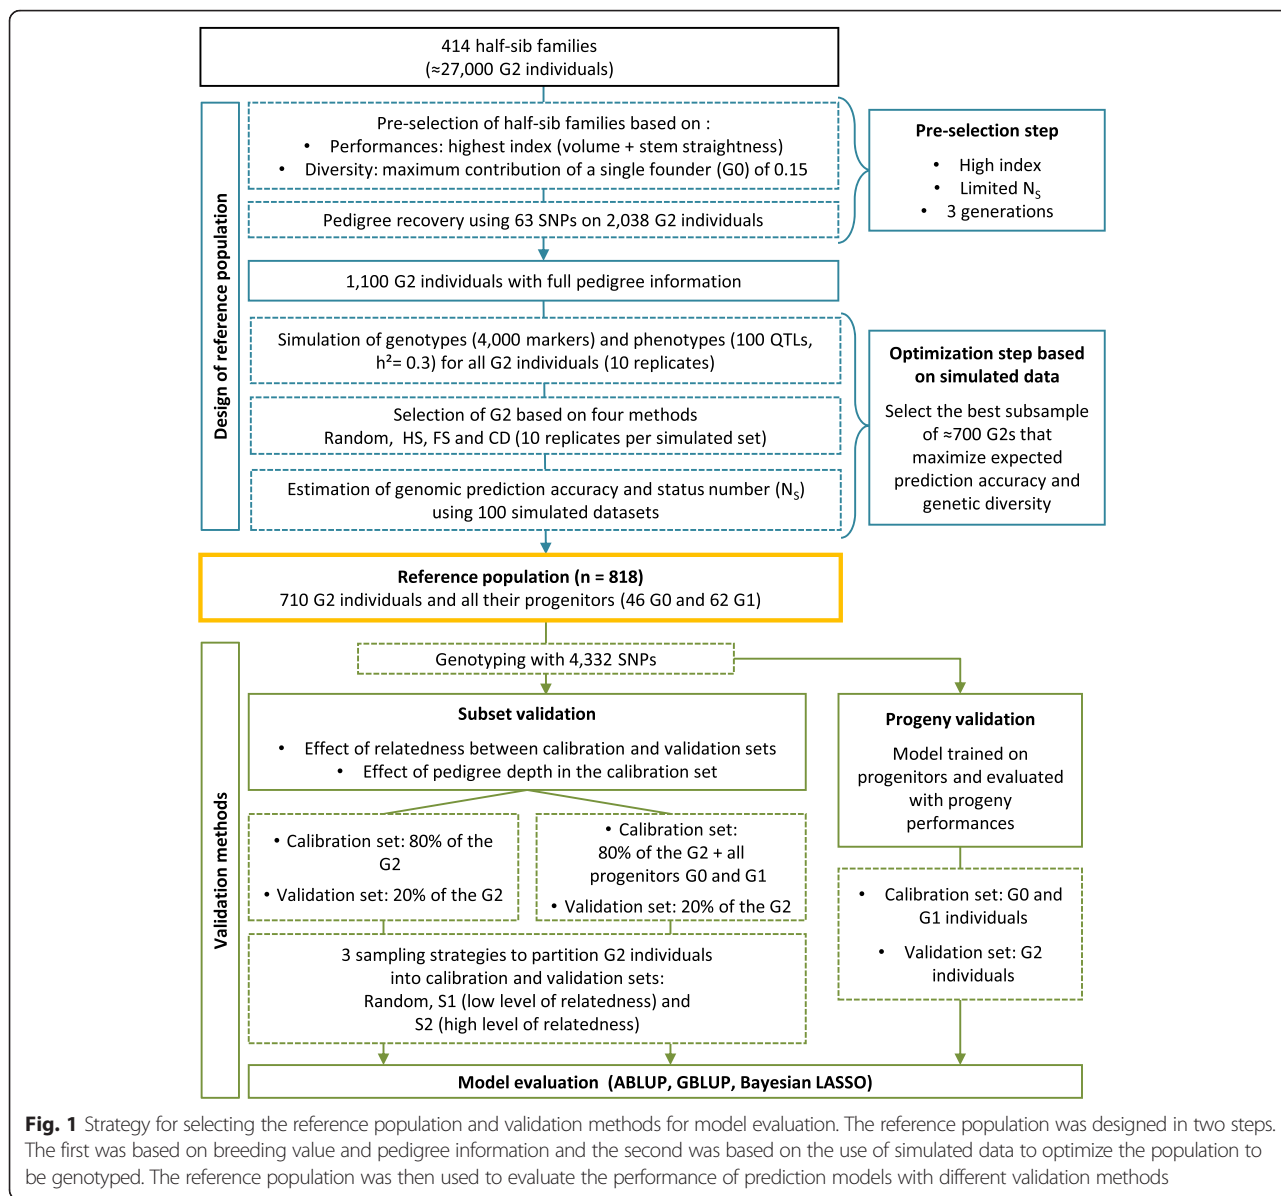 414 half-sib families
(≈27,000 G2 individuals)
Design of reference population
Pre-selection of half-sib families based on :
• Performances: highest index (volume + stem straightness)
• Diversity: maximum contribution of a single founder (G0) of 0.15
Pedigree recovery using 63 SNPs on 2,038 G2 individuals
Pre-selection step
• High index
• Limited NS
• 3 generations
1,100 G2 individuals with full pedigree information
Simulation of genotypes (4,000 markers) and phenotypes (100 QTLs,
h²= 0.3) for all G2 individuals (10 replicates)
Selection of G2 based on four methods
Random, HS, FS and CD (10 replicates per simulated set)
Estimation of genomic prediction accuracy and status number (NS)
using 100 simulated datasets
Optimization step based
on simulated data
Select the best subsample
of ≈700 G2s that
maximize expected
prediction accuracy and
genetic diversity
Reference population (n = 818)
710 G2 individuals and all their progenitors (46 G0 and 62 G1)
Validation methods
Genotyping with 4,332 SNPs
Subset validation
• Effect of relatedness between calibration and validation sets
• Effect of pedigree depth in the calibration set
• Calibration set: 80% of the
G2
• Validation set: 20% of the G2
• Calibration set:
80% of the G2 + all
progenitors G0 and G1
• Validation set: 20% of the G2
3 sampling strategies to partition G2 individuals
into calibration and validation sets:
Random, S1 (low level of relatedness) and
S2 (high level of relatedness)
Progeny validation
Model trained on
progenitors and evaluated
with progeny
performances
• Calibration set: G0 and
G1 individuals
• Validation set: G2
individuals
Model evaluation (ABLUP, GBLUP, Bayesian LASSO)
Fig. 1 Strategy for selecting the reference population and validation methods for model evaluation. The reference population was designed in two steps.
The first was based on breeding value and pedigree information and the second was based on the use of simulated data to optimize the population to
be genotyped. The reference population was then used to evaluate the performance of prediction models with different validation methods